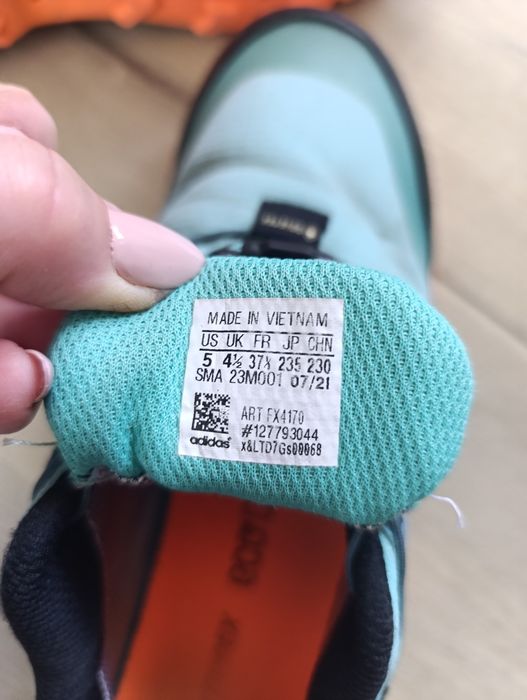 MADE IN VIETNAM
US UK FR JP CHN
5 4½ 37⅓ 235 230
SMA 23M001 07/21
ART FX4170
#127793044
adidas®
x&LTD7Gs00068